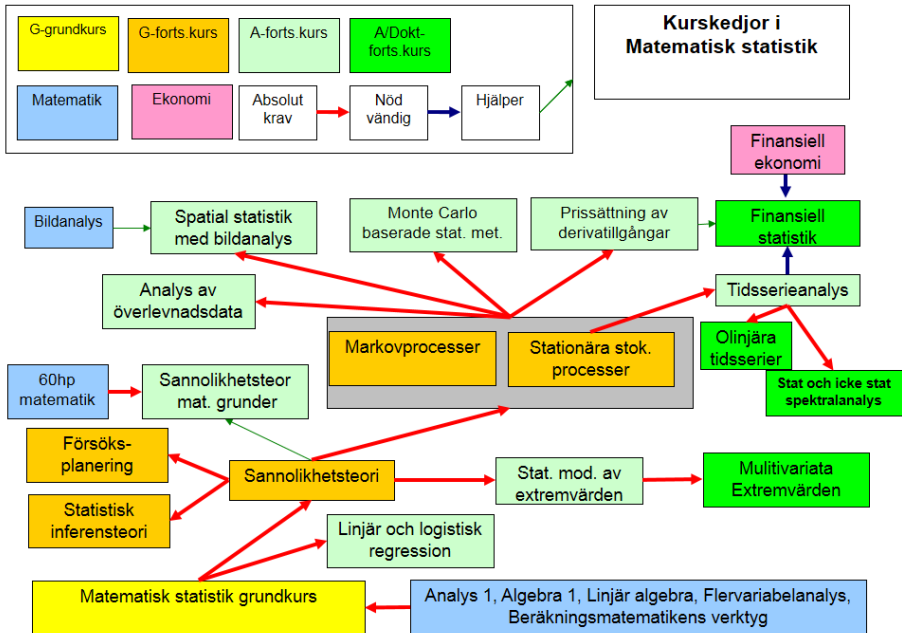 G-grundkurs
G-forts.kurs
A-forts.kurs
A/Dokt-
forts.kurs
Matematik
Ekonomi
Absolut
krav
Nöd
vändig
Hjälper
Kurskedjor i
Matematisk statistik
Finansiell
ekonomi
Bildanalys
Spatial statistik
med bildanalys
Monte Carlo
baserade stat. met.
Prissättning av
derivatillgångar
Finansiell
statistik
Analys av
överlevnadsdata
Tidsserieanalys
Markovprocesser
Stationära stok.
processer
Olinjära
tidsserier
Stat och icke stat
spektralanalys
60hp
matematik
Sannolikhetsteor
mat. grunder
Försöks-
planering
Sannolikhetsteori
Stat. mod. av
extremvärden
Mulitivariata
Extremvärden
Statistisk
inferensteori
Linjär och logistisk
regression
Matematisk statistik grundkurs
Analys 1, Algebra 1, Linjär algebra, Flervariabelanalys,
Beräkningsmatematikens verktyg